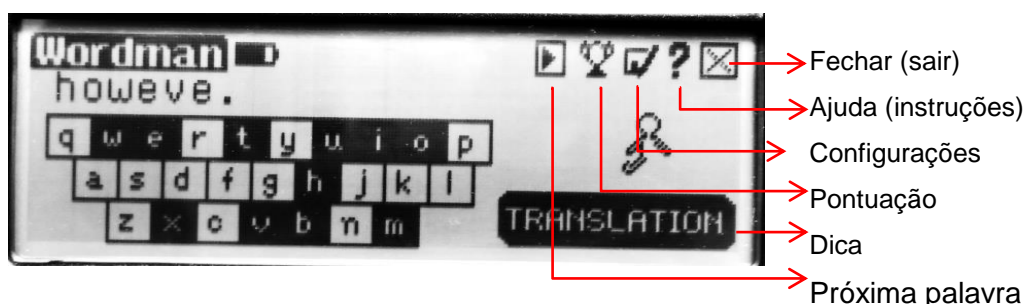 Wordman
howeve.
q w e r t y u i o p
a s d f g h j k l
z x c v b n m
?
TRANSLATION
Fechar (sair)
Ajuda (instruções)
Configurações
Pontuação
Dica
Próxima palavra